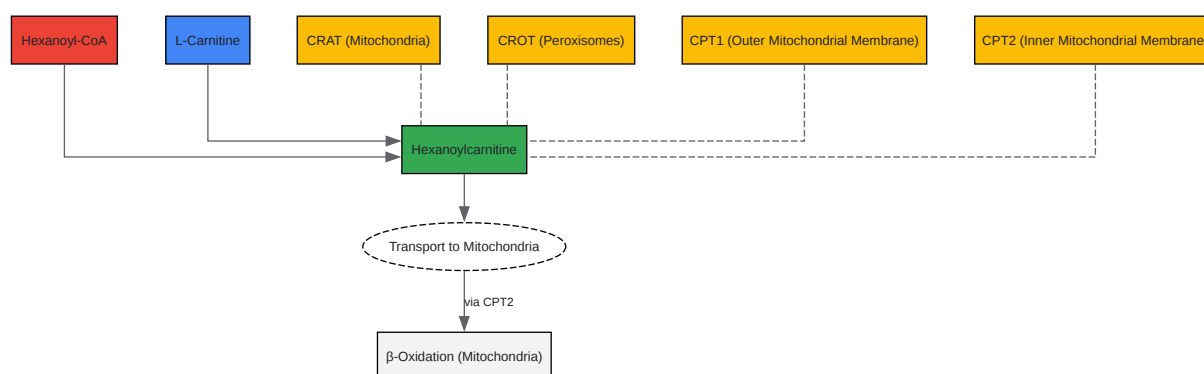 Hexanoyl-CoA
L-Carnitine
CRAT (Mitochondria)
CROT (Peroxisomes)
CPT1 (Outer Mitochondrial Membrane)
CPT2 (Inner Mitochondrial Membrane
Hexanoylcarnitine
Transport to Mitochondria
via CPT2
β-Oxidation (Mitochondria)